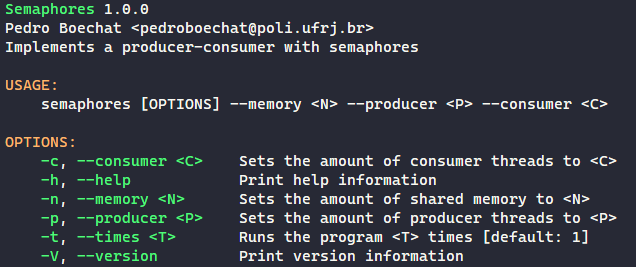 Semaphores 1.0.0
Pedro Boechat <pedroboechat@poli.ufrj.br>
Implements a producer-consumer with semaphores

USAGE:
    semaphores [OPTIONS] --memory <N> --producer <P> --consumer <C>

OPTIONS:
    -c, --consumer <C>    Sets the amount of consumer threads to <C>
    -h, --help            Print help information
    -n, --memory <N>      Sets the amount of shared memory to <N>
    -p, --producer <P>    Sets the amount of producer threads to <P>
    -t, --times <T>       Runs the program <T> times [default: 1]
    -V, --version         Print version information